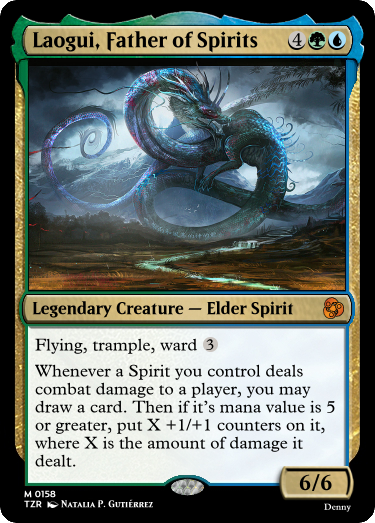 Laogui, Father of Spirits 4
Legendary Creature — Elder Spirit
Flying, trample, ward 3
Whenever a Spirit you control deals
combat damage to a player, you may
draw a card. Then if it's mana value is 5
or greater, put X +1/+1 counters on it,
where X is the amount of damage it
dealt.
6/6
M 0158
TZR Natalia P. Gutiérrez
Denny